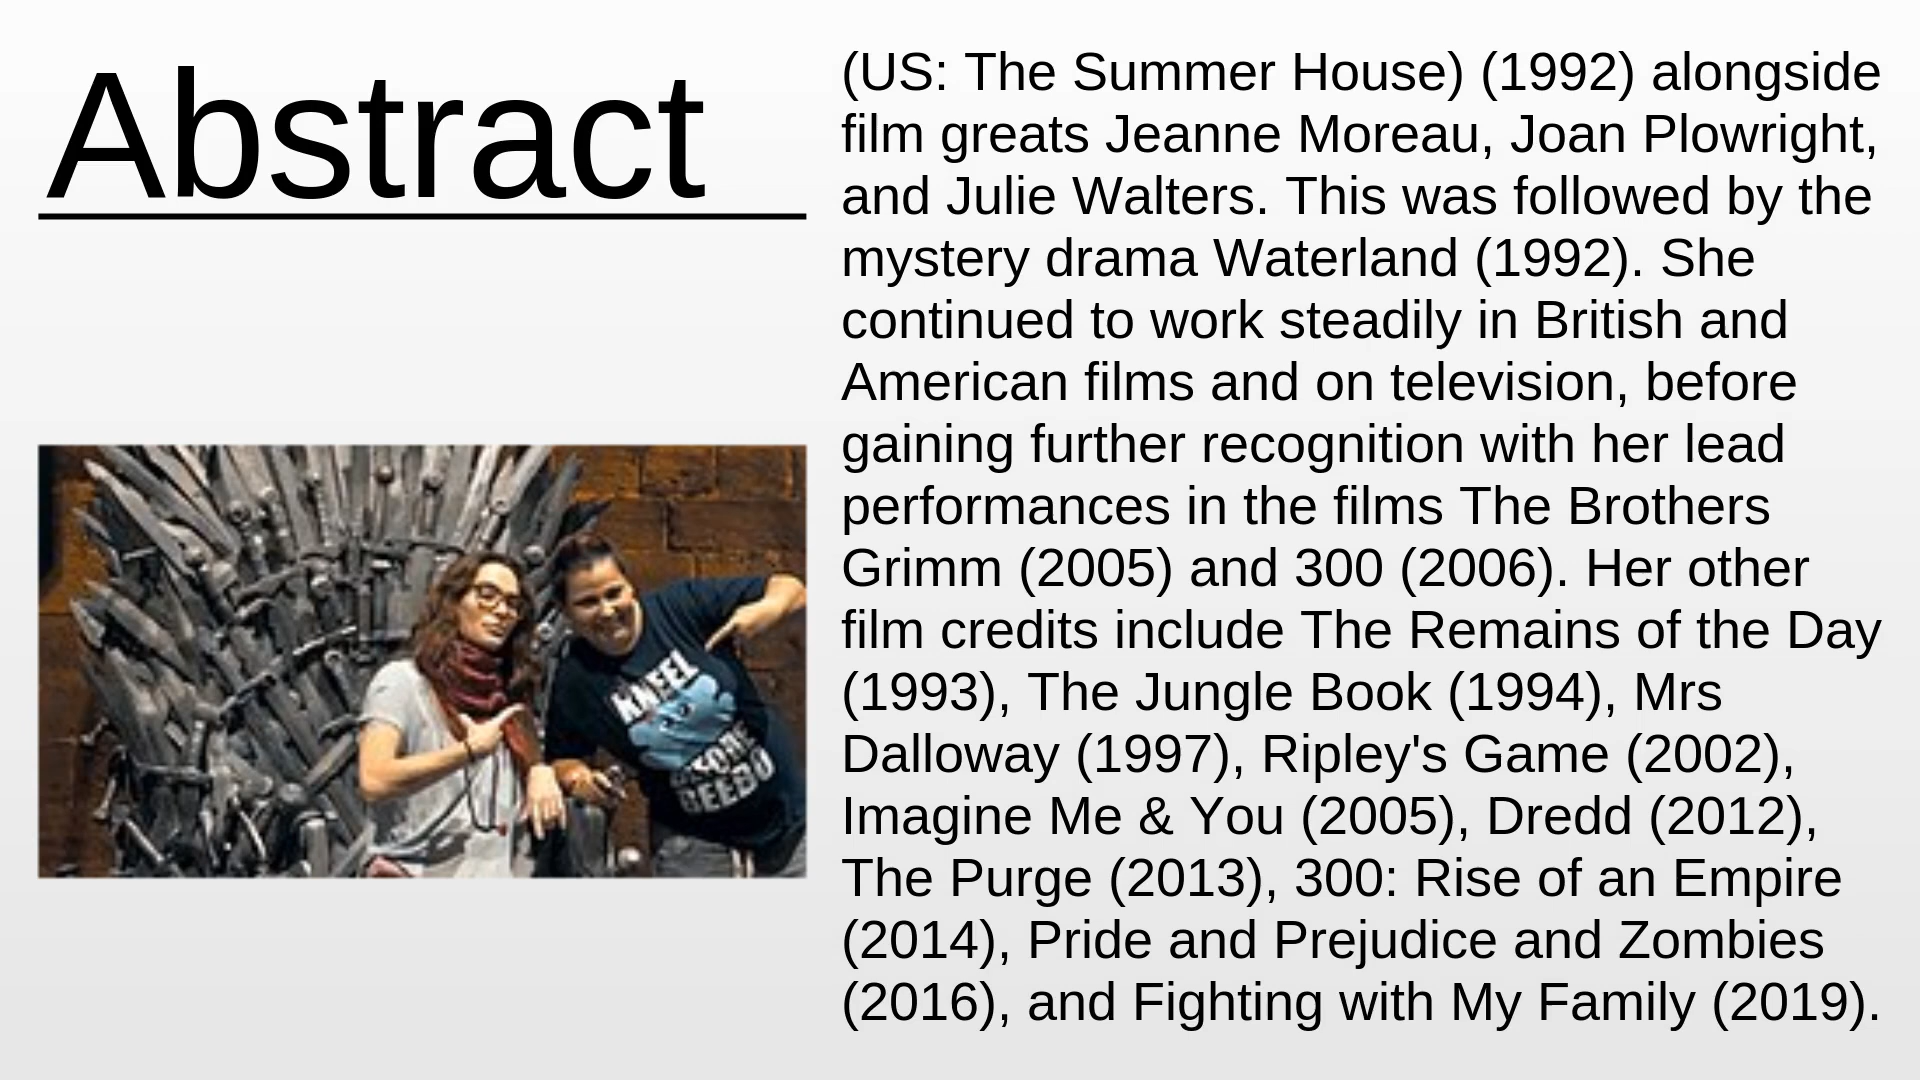 Abstract
(US: The Summer House) (1992) alongside
film greats Jeanne Moreau, Joan Plowright,
and Julie Walters. This was followed by the
mystery drama Waterland (1992). She
continued to work steadily in British and
American films and on television, before
gaining further recognition with her lead
performances in the films The Brothers
Grimm (2005) and 300 (2006). Her other
film credits include The Remains of the Day
(1993), The Jungle Book (1994), Mrs
Dalloway (1997), Ripley's Game (2002),
Imagine Me & You (2005), Dredd (2012),
The Purge (2013), 300: Rise of an Empire
(2014), Pride and Prejudice and Zombies
(2016), and Fighting with My Family (2019).
KNEEL